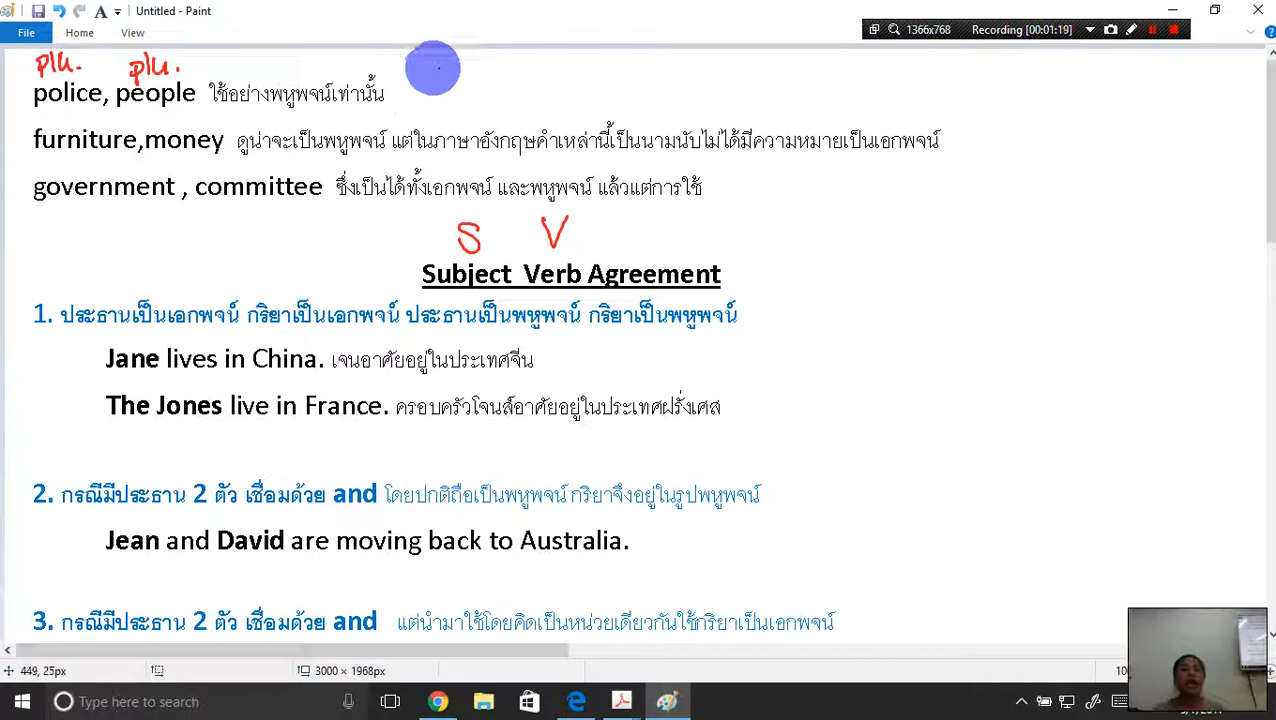 Untitled - Paint
File Home View
1366x768 Recording [00:01:19]
plu. plu.
police, people ใช้อย่างพหูพจน์เท่านั้น
furniture,money ดูน่าจะเป็นพหูพจน์ แต่ในภาษาอังกฤษคำเหล่านี้เป็นนามนับไม่ได้มีความหมายเป็นเอกพจน์
government , committee ซึ่งเป็นได้ทั้งเอกพจน์ และพหูพจน์ แล้วแต่การใช้
S V
Subject Verb Agreement
1. ประธานเป็นเอกพจน์ กริยาเป็นเอกพจน์ ประธานเป็นพหูพจน์ กริยาเป็นพหูพจน์
Jane lives in China. เจนอาศัยอยู่ในประเทศจีน
The Jones live in France. ครอบครัวโจนส์อาศัยอยู่ในประเทศฝรั่งเศส
2. กรณีมีประธาน 2 ตัว เชื่อมด้วย and โดยปกติถือเป็นพหูพจน์ กริยาจึงอยู่ในรูปพหูพจน์
Jean and David are moving back to Australia.
3. กรณีมีประธาน 2 ตัว เชื่อมด้วย and แต่นำมาใช้โดยคิดเป็นหน่วยเดียวกันใช้กริยาเป็นเอกพจน์
449, 25px 3000 × 1968px
Type here to search